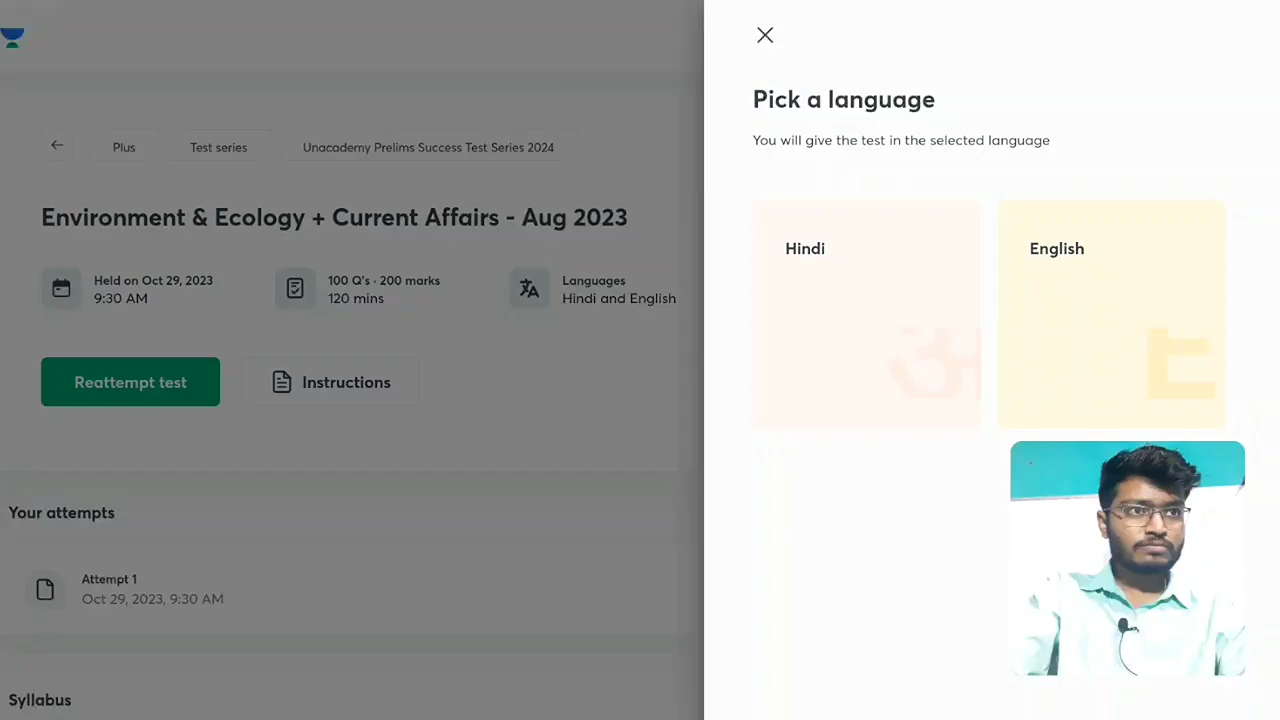 Plus
Test series
Unacademy Prelims Success Test Series 2024
Environment & Ecology + Current Affairs - Aug 2023
Held on Oct 29, 2023
9:30 AM
100 Q's · 200 marks
120 mins
Languages
Hindi and English
Reattempt test
Instructions
Your attempts
Attempt 1
Oct 29, 2023, 9:30 AM
Syllabus
Pick a language
You will give the test in the selected language
Hindi
अ
English